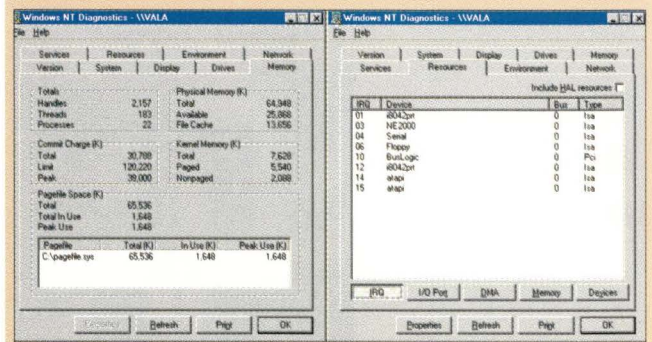 Windows NT Diagnostics - \\VALA
File Help
Services Resources Environment Network
Version System Display Drives Memory
Totals
Handles 2,157
Threads 183
Processes 22
Physical Memory (K)
Total 64,948
Available 25,868
File Cache 13,656
Commit Charge (K)
Total 30,788
Limit 120,220
Peak 39,000
Kernel Memory (K)
Total 7,628
Paged 5,540
Nonpaged 2,088
Pagefile Space (K)
Total 65,536
Total In Use 1,648
Peak Use 1,648
Pagefile Total (K) In Use (K) Peak Use (K)
C:\pagefile.sys 65,536 1,648 1,648
Properties Refresh Print OK
Windows NT Diagnostics - \\VALA
File Help
Version System Display Drives Memory
Services Resources Environment Network
Include HAL resources
IRQ Device Bus Type
01 i8042prt 0 Isa
03 NE2000 0 Isa
04 Serial 0 Isa
06 Floppy 0 Isa
10 BusLogic 0 Pci
12 i8042prt 0 Isa
14 atapi 0 Isa
15 atapi 0 Isa
IRQ I/O Port DMA Memory Devices
Properties Refresh Print OK